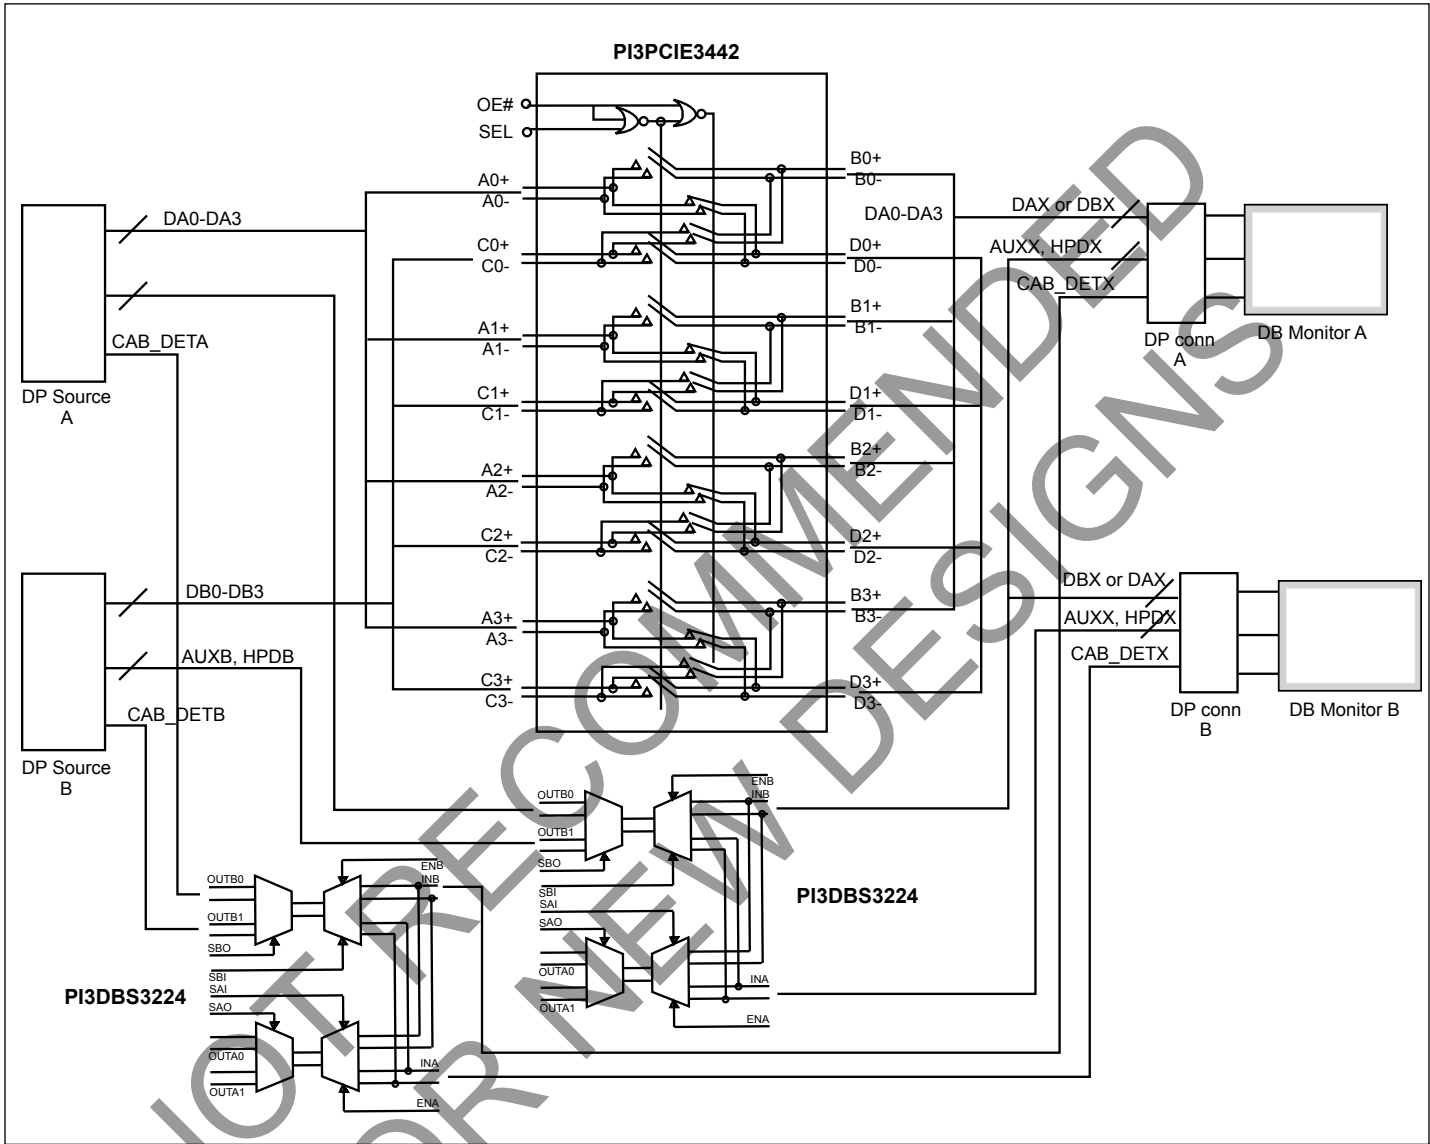 PI3PCIE3442
OE#
SEL
A0+
A0-
C0+
C0-
A1+
A1-
C1+
C1-
A2+
A2-
C2+
C2-
A3+
A3-
C3+
C3-
B0+
B0-
D0+
D0-
B1+
B1-
D1+
D1-
B2+
B2-
D2+
D2-
B3+
B3-
D3+
D3-
DA0-DA3
DA0-DA3
CAB_DETA
DP Source
A
DB0-DB3
AUXB, HPDB
CAB_DETB
DP Source
B
DAX or DBX
AUXX, HPDX
CAB_DETX
DP conn
A
DB Monitor A
DBX or DAX
AUXX, HPDX
CAB_DETX
DP conn
B
DB Monitor B
OUTB0
OUTB1
SBO
SBI
SAI
SAO
OUTA0
OUTA1
ENB
INB
INA
ENA
PI3DBS3224
OUTB0
OUTB1
SBO
SBI
SAI
SAO
OUTA0
OUTA1
ENB
INB
INA
ENA
PI3DBS3224
NOT RECOMMENDED
FOR NEW DESIGNS